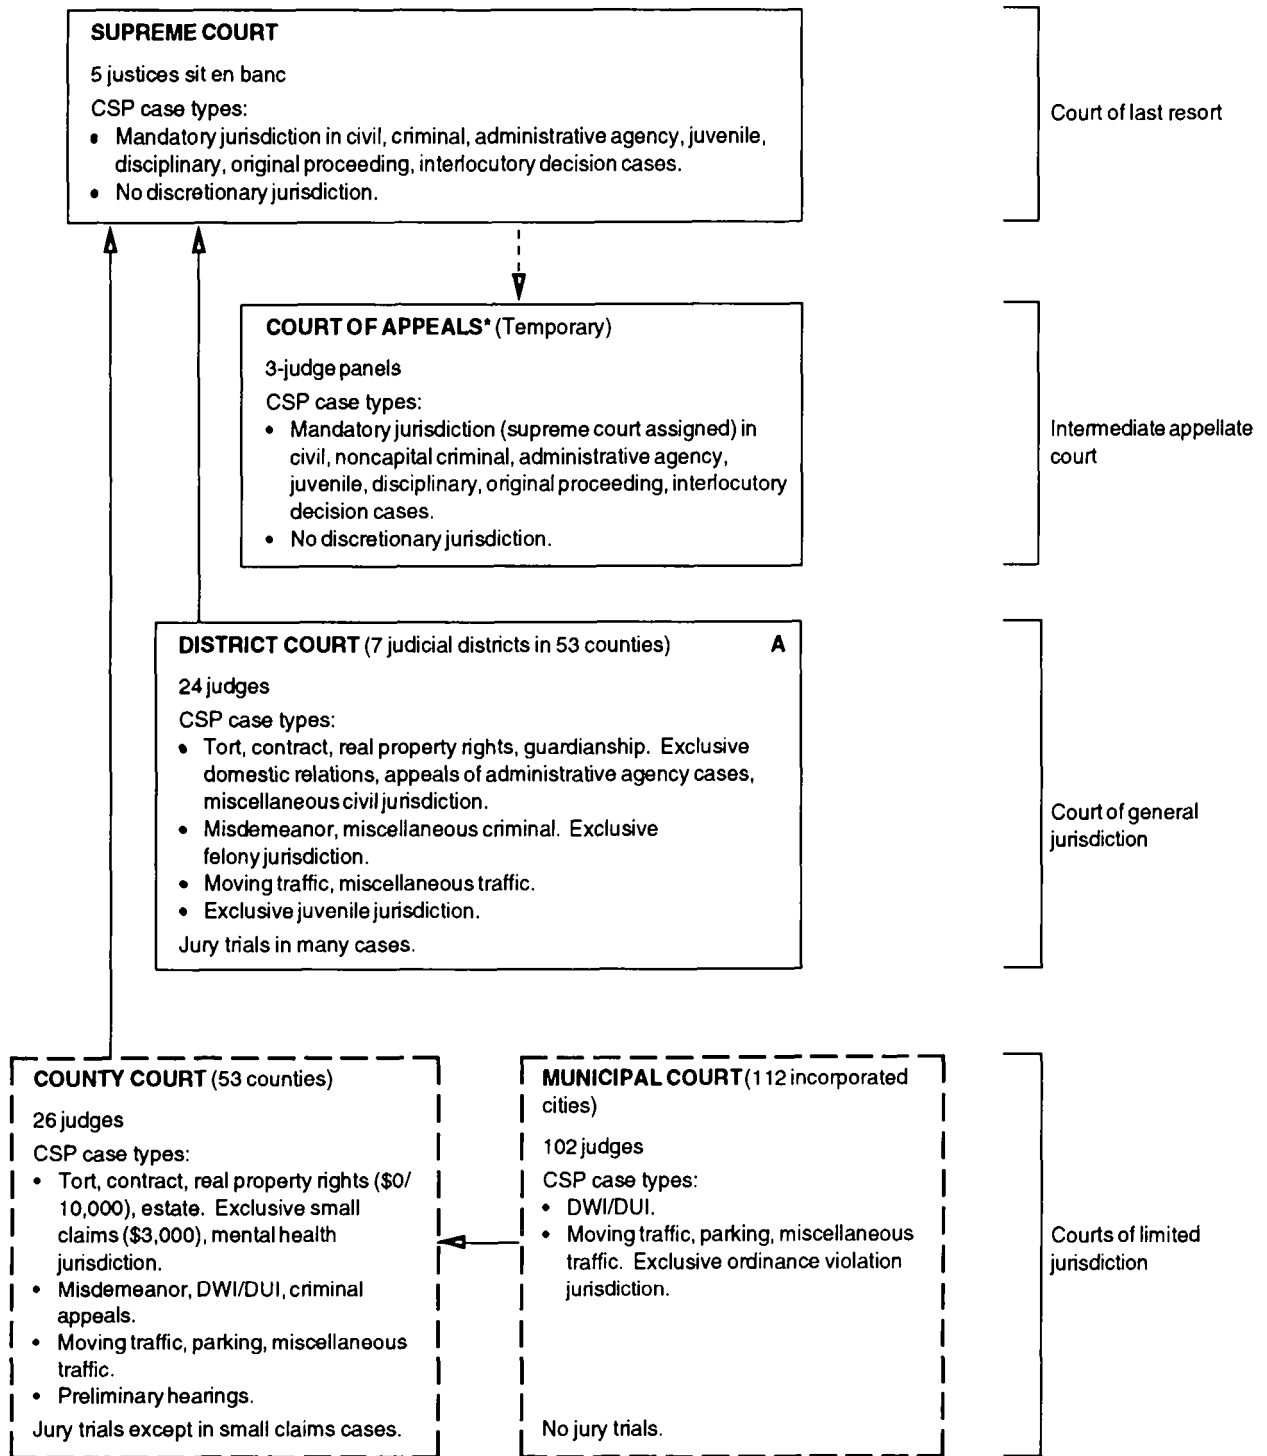 SUPREME COURT
5 justices sit en banc
CSP case types:
• Mandatory jurisdiction in civil, criminal, administrative agency, juvenile,
disciplinary, original proceeding, interlocutory decision cases.
• No discretionary jurisdiction.
Court of last resort
COURT OF APPEALS* (Temporary)
3-judge panels
CSP case types:
• Mandatory jurisdiction (supreme court assigned) in
civil, noncapital criminal, administrative agency,
juvenile, disciplinary, original proceeding, interlocutory
decision cases.
• No discretionary jurisdiction.
Intermediate appellate
court
DISTRICT COURT (7 judicial districts in 53 counties) A
24 judges
CSP case types:
• Tort, contract, real property rights, guardianship. Exclusive
domestic relations, appeals of administrative agency cases,
miscellaneous civil jurisdiction.
• Misdemeanor, miscellaneous criminal. Exclusive
felony jurisdiction.
• Moving traffic, miscellaneous traffic.
• Exclusive juvenile jurisdiction.
Jury trials in many cases.
Court of general
jurisdiction
COUNTY COURT (53 counties)
26 judges
CSP case types:
• Tort, contract, real property rights ($0/
10,000), estate. Exclusive small
claims ($3,000), mental health
jurisdiction.
• Misdemeanor, DWI/DUI, criminal
appeals.
• Moving traffic, parking, miscellaneous
traffic.
• Preliminary hearings.
Jury trials except in small claims cases.
MUNICIPAL COURT (112 incorporated
cities)
102 judges
CSP case types:
• DWI/DUI.
• Moving traffic, parking, miscellaneous
traffic. Exclusive ordinance violation
jurisdiction.
No jury trials.
Courts of limited
jurisdiction